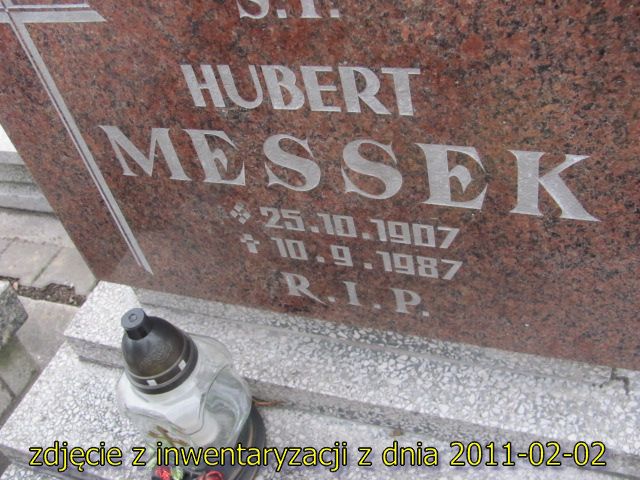 Ś.P.
HUBERT
MESSEK
25.10.1907
10.9.1987
R.I.P.
zdjęcie z inwentaryzacji z dnia 2011-02-02